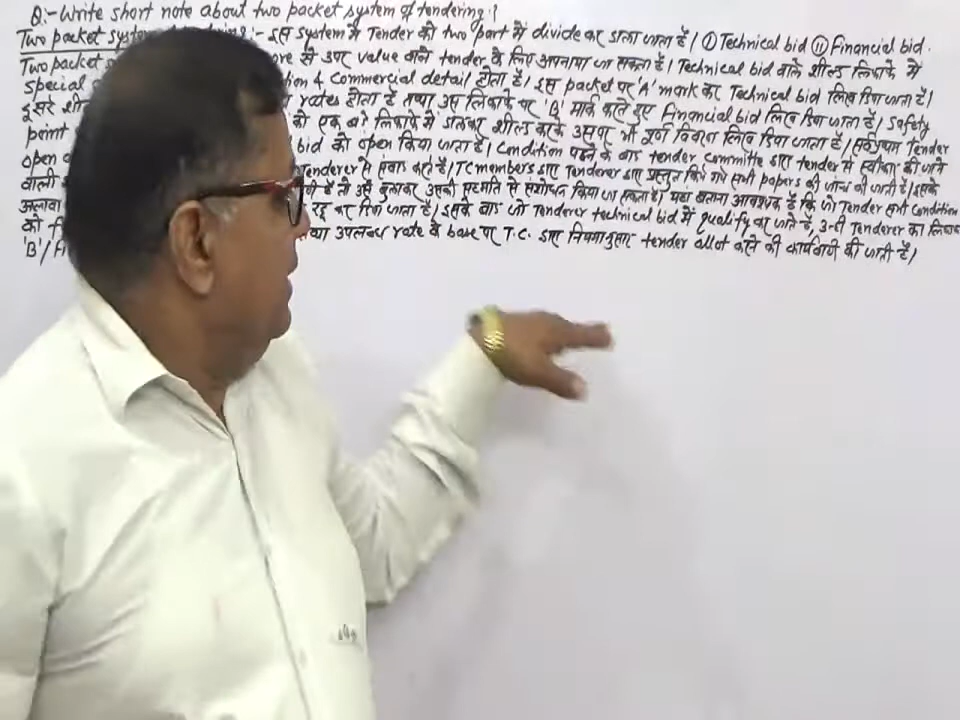 Q:- Write short note about two packet system of tendering?
Two packet system :- इस system में Tender को two part में divide कर डाला जाता है। ① Technical bid ② Financial bid.
Two packet से उपर value वाले tender के लिए अपनाया जा सकता है। Technical bid वाले शील्ड लिफाफे में
special & commercial detail होता है। इस packet पर 'A' mark कर Technical bid लिख दिया जाता है।
दूसरे rates होता है तथा उस लिफाफे पर 'B' मार्क करते हुए Financial bid लिख दिया जाता है। Safety
point को एक बड़े लिफाफे में डालकर शील्ड करके उसपर भी पूर्ण विवरण लिख दिया जाता है। सर्वप्रथम Tender
open bid को open किया जाता है। Condition पढ़ने के बाद tender committee द्वारा tender में स्वीकार की जाने
वाली Tenderer से संवाद करते है। TC members द्वारा Tenderer द्वारा प्रस्तुत किये गये सभी papers की जांच की जाती है। इसके
अलावा है तो उसे बुलाकर उसकी सहमति से संशोधन किया जा सकता है। यहां बताना आवश्यक है कि जो Tender सभी Condition
को रद्द कर दिया जाता है। इसके बाद जो Tenderer technical bid में qualify कर जाते हैं, उन्ही Tenderer का लिफाफा
'B'/ तथा उपलब्ध rate के base पर T.C. द्वारा नियमानुसार tender allot करने की कार्यवाही की जाती है।